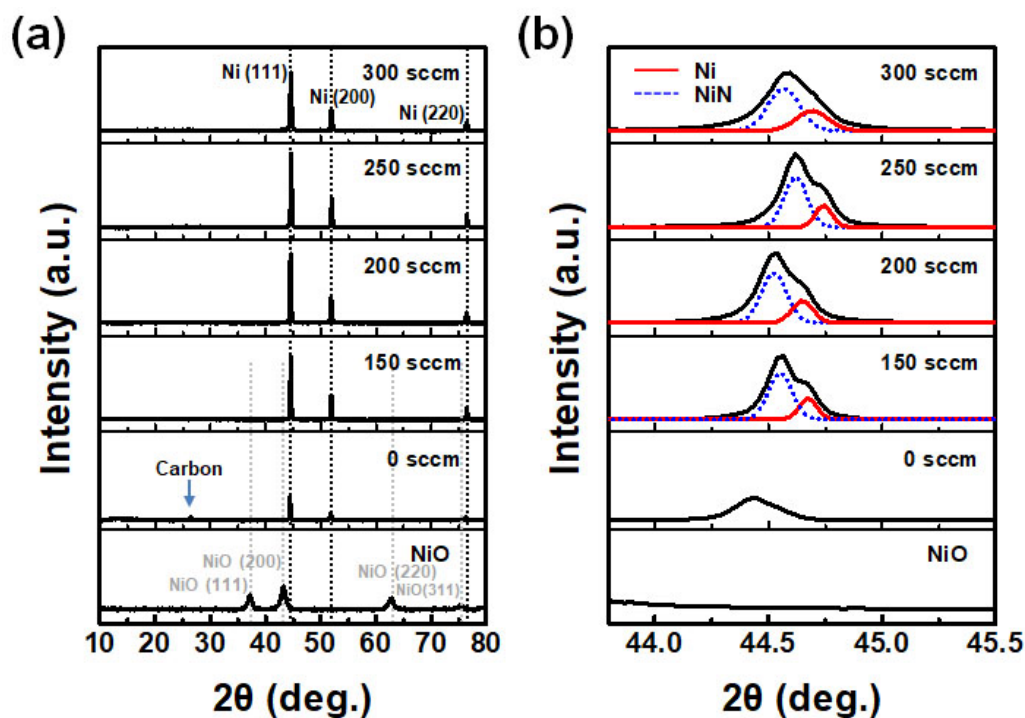 (a)
Ni (111)
300 sccm
Ni (200)
Ni (220)
250 sccm
200 sccm
150 sccm
0 sccm
Carbon
NiO
NiO (200)
NiO (111)
NiO (220)
NiO(311)
10 20 30 40 50 60 70 80
2θ (deg.)
Intensity (a.u.)
(b)
Ni
NiN
300 sccm
250 sccm
200 sccm
150 sccm
0 sccm
NiO
44.0 44.5 45.0 45.5
2θ (deg.)
Intensity (a.u.)